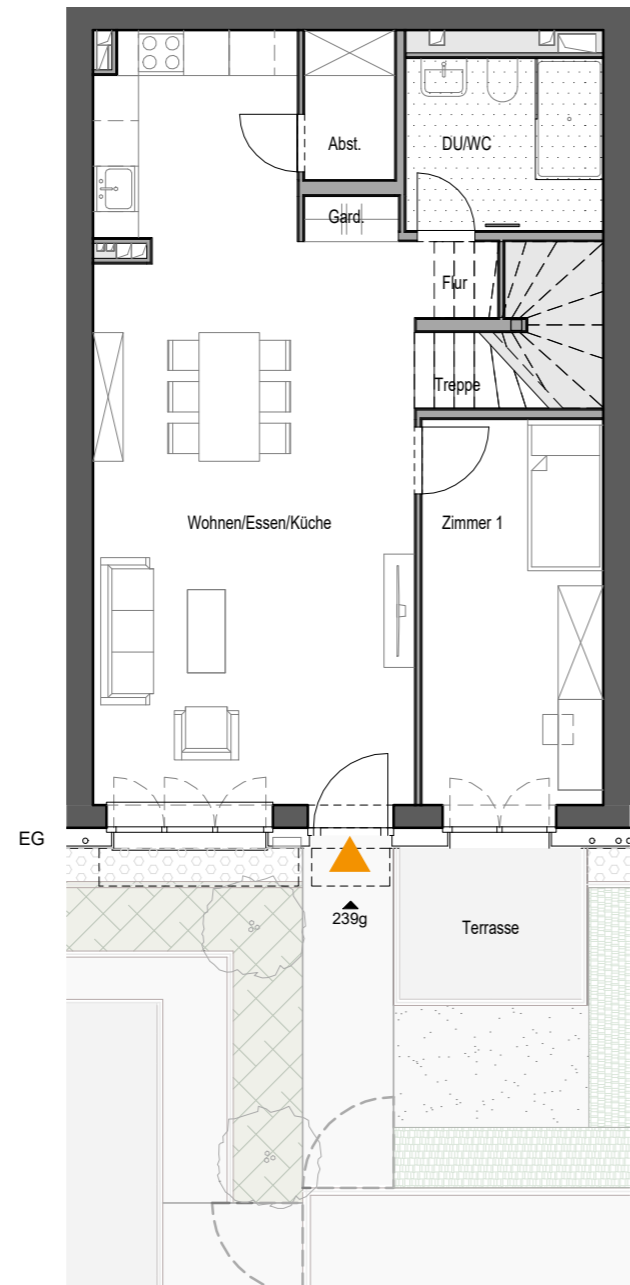 Abst.
DU/WC
Gard.
Flur
Treppe
Wohnen/Essen/Küche
Zimmer 1
EG
239g
Terrasse